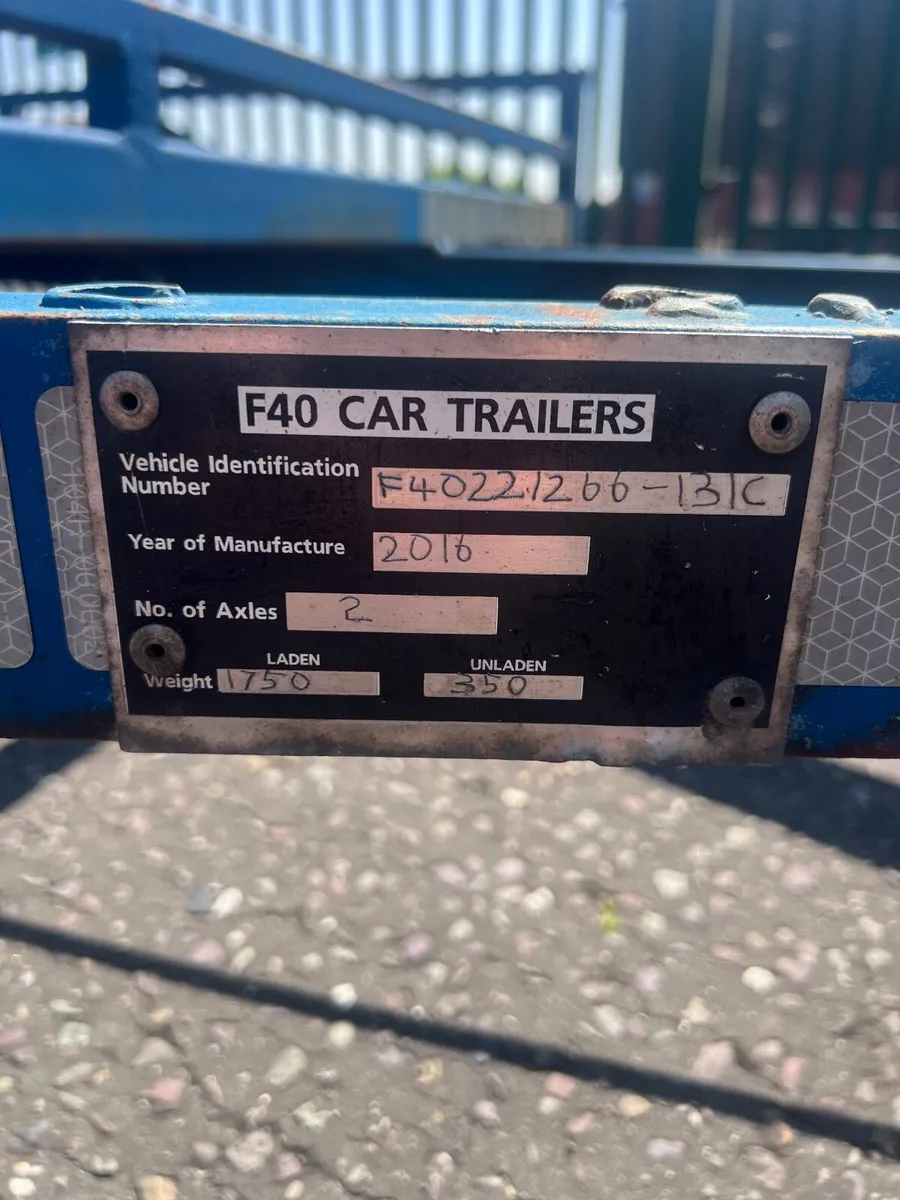 F40 CAR TRAILERS
Vehicle Identification
Number F40221266-131C
Year of Manufacture 2016
No. of Axles 2
LADEN UNLADEN
Weight 1750 350